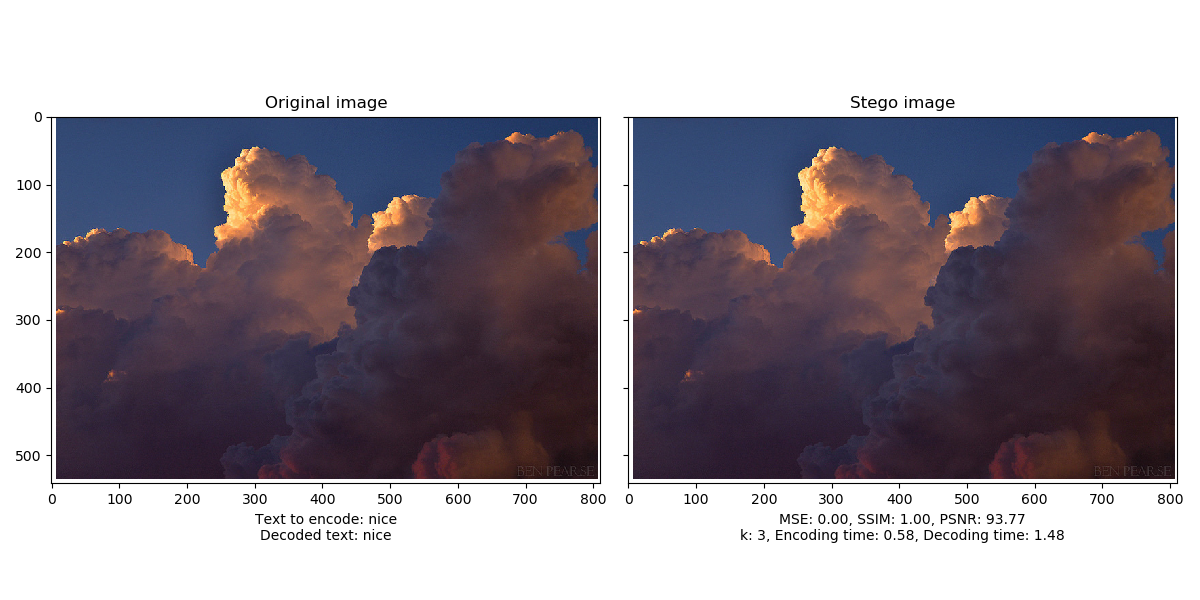 Original image
Stego image
0
100
200
300
400
500
BEN PEARSE
BEN PEARSE
0 100 200 300 400 500 600 700 800
0 100 200 300 400 500 600 700 800
Text to encode: nice
Decoded text: nice
MSE: 0.00, SSIM: 1.00, PSNR: 93.77
k: 3, Encoding time: 0.58, Decoding time: 1.48